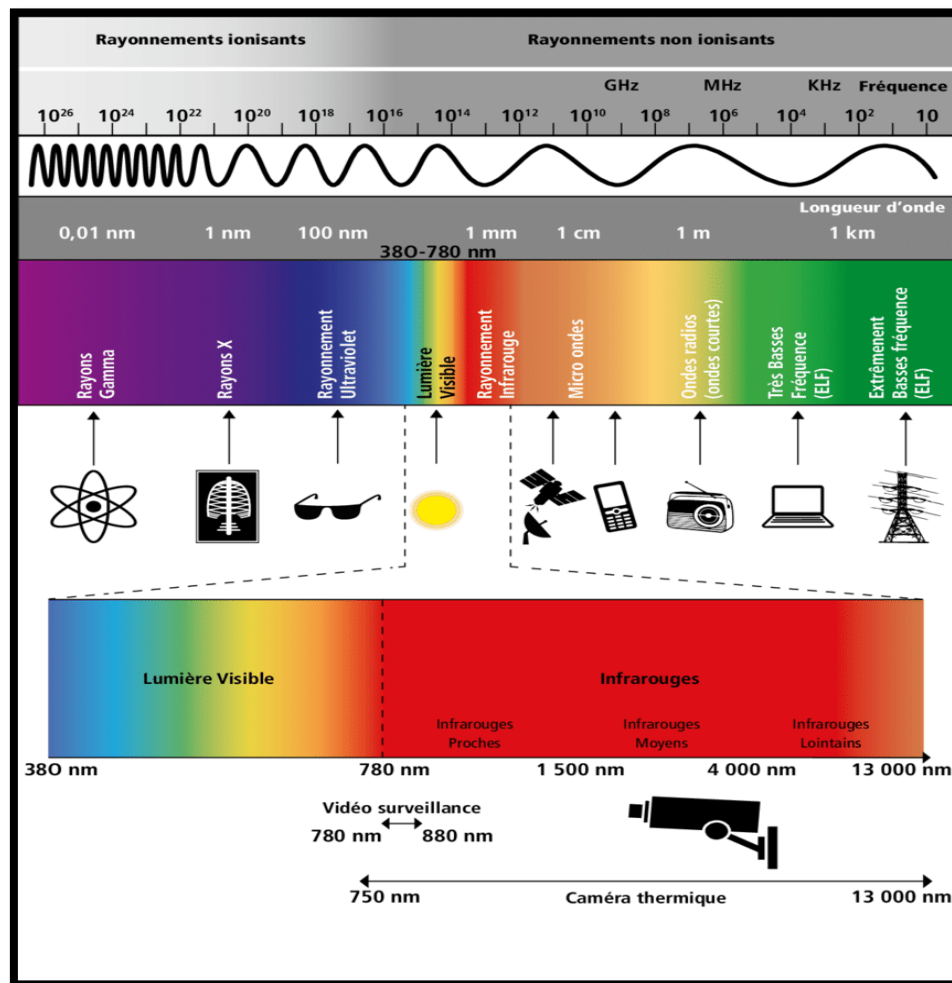 Rayonnements ionisants
Rayonnements non ionisants
GHz MHz KHz Fréquence
10²⁶ 10²⁴ 10²² 10²⁰ 10¹⁸ 10¹⁶ 10¹⁴ 10¹² 10¹⁰ 10⁸ 10⁶ 10⁴ 10² 10
Longueur d’onde
0,01 nm 1 nm 100 nm 1 mm 1 cm 1 m 1 km
38O-780 nm
Rayons
Gamma
Rayons X
Rayonnement
Ultraviolet
Lumière
Visible
Rayonnement
Infrarouge
Micro ondes
Ondes radios
(ondes courtes)
Très Basses
Fréquence
(ELF)
Extrêmenent
Basses fréquence
(ELF)
Lumière Visible
Infrarouges
Infrarouges
Proches
Infrarouges
Moyens
Infrarouges
Lointains
38O nm 780 nm 1 500 nm 4 000 nm 13 000 nm
Vidéo surveillance
780 nm 880 nm
750 nm Caméra thermique 13 000 nm